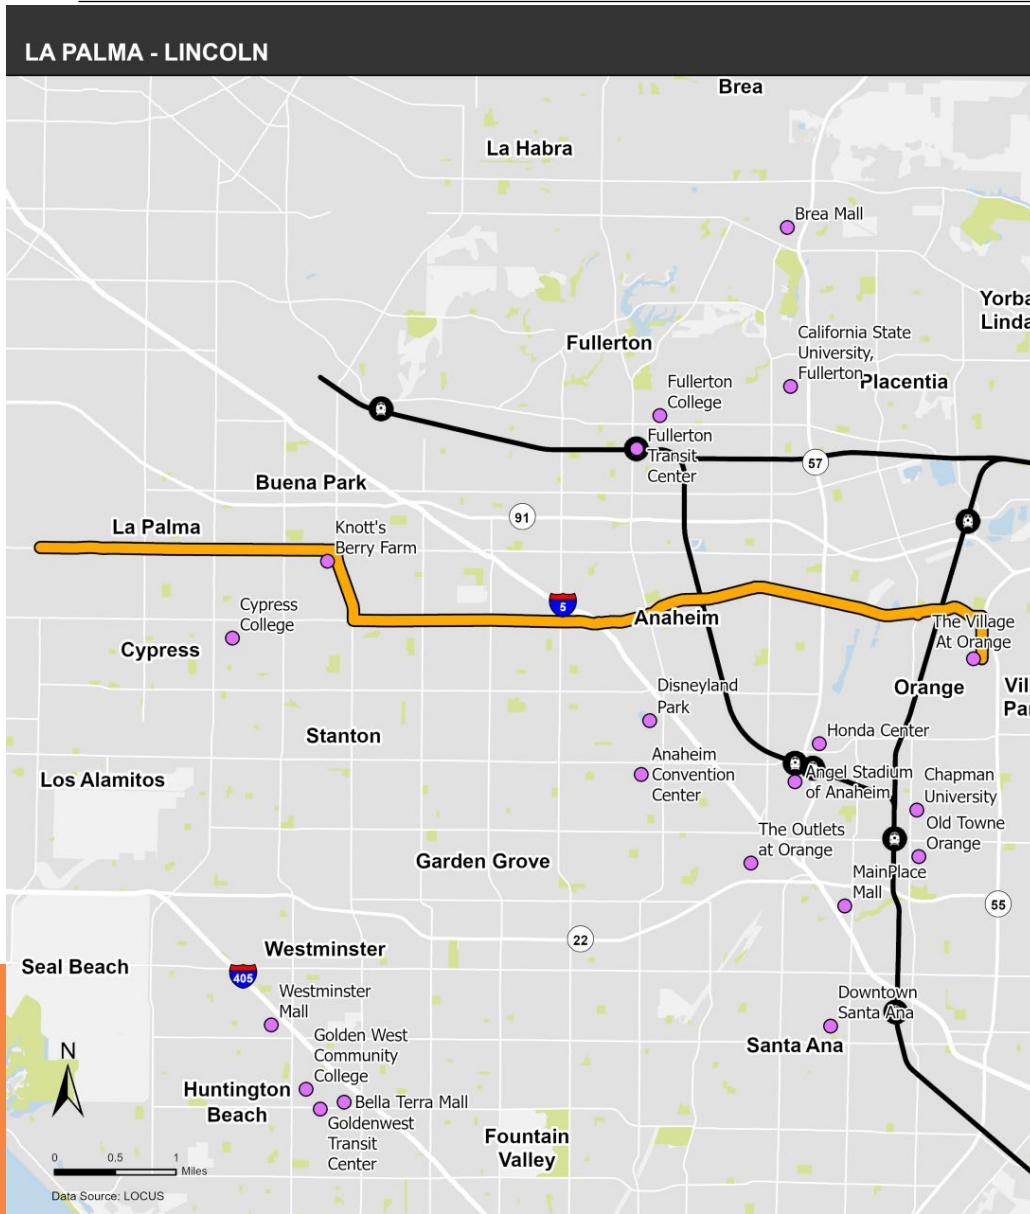 LA PALMA - LINCOLN
Brea
La Habra
Brea Mall
Yorba
Linda
California State
University,
Fullerton
Fullerton
Placentia
Fullerton
College
Fullerton
Transit
Center
57
Buena Park
91
La Palma
Knott's
Berry Farm
5
Cypress
College
Anaheim
The Village
At Orange
Cypress
Disneyland
Park
Orange
Vil
Par
Stanton
Honda Center
Los Alamitos
Anaheim
Convention
Center
Angel Stadium
of Anaheim
Chapman
University
Old Towne
Orange
The Outlets
at Orange
Garden Grove
MainPlace
Mall
55
22
Westminster
Seal Beach
405
Westminster
Mall
Downtown
Santa Ana
Golden West
Community
College
Santa Ana
N
Huntington
Beach
Bella Terra Mall
Goldenwest
Transit
Center
Fountain
Valley
0 0.5 1
Miles
Data Source: LOCUS